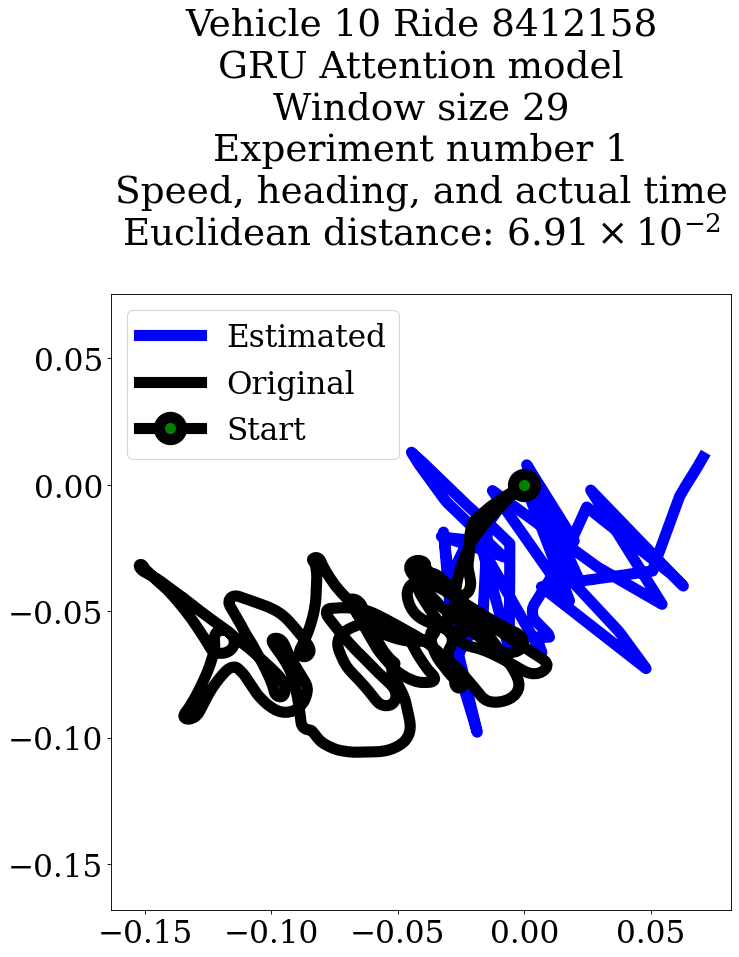 Vehicle 10 Ride 8412158
GRU Attention model
Window size 29
Experiment number 1
Speed, heading, and actual time
Euclidean distance: 6.91 × 10⁻²
Estimated
Original
Start
0.05
0.00
−0.05
−0.10
−0.15
−0.15 −0.10 −0.05 0.00 0.05